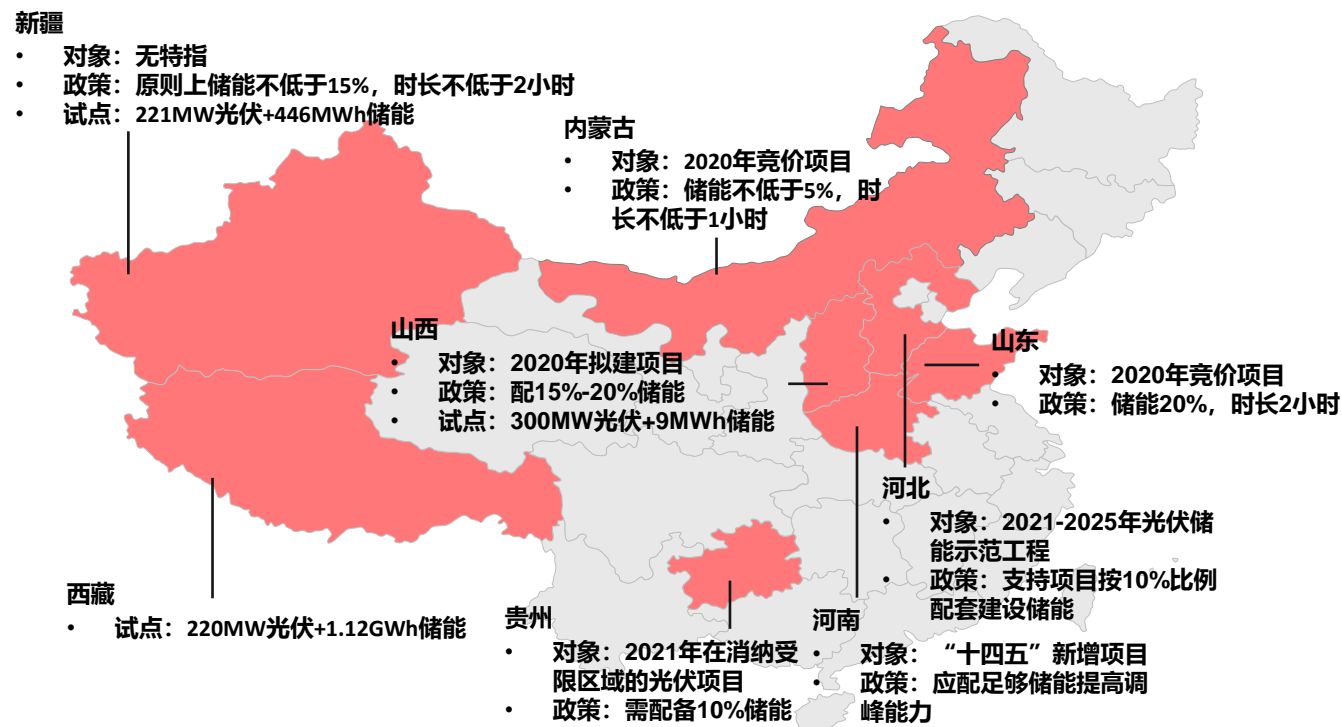 新疆
• 对象：无特指
• 政策：原则上储能不低于15%，时长不低于2小时
• 试点：221MW光伏+446MWh储能
内蒙古
• 对象：2020年竞价项目
• 政策：储能不低于5%，时
长不低于1小时
山西
• 对象：2020年拟建项目
• 政策：配15%-20%储能
• 试点：300MW光伏+9MWh储能
山东
• 对象：2020年竞价项目
• 政策：储能20%，时长2小时
河北
• 对象：2021-2025年光伏储
能示范工程
• 政策：支持项目按10%比例
配套建设储能
西藏
• 试点：220MW光伏+1.12GWh储能
贵州
• 对象：2021年在消纳受
限区域的光伏项目
• 政策：需配备10%储能
河南
• 对象：“十四五”新增项目
• 政策：应配足够储能提高调
峰能力